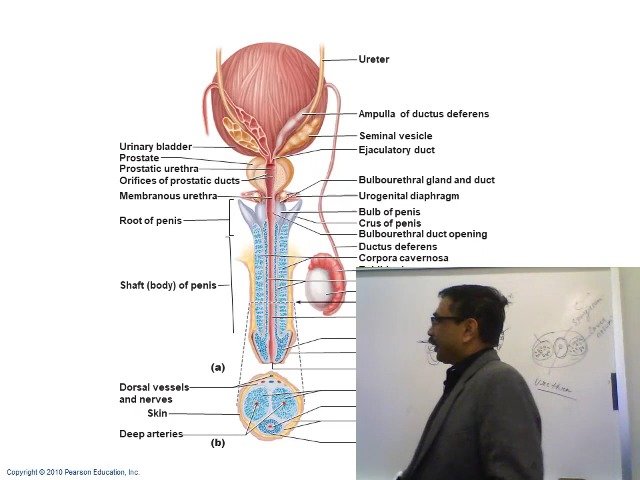 Ureter
Ampulla of ductus deferens
Seminal vesicle
Ejaculatory duct
Urinary bladder
Prostate
Prostatic urethra
Orifices of prostatic ducts
Membranous urethra
Root of penis
Shaft (body) of penis
Bulbourethral gland and duct
Urogenital diaphragm
Bulb of penis
Crus of penis
Bulbourethral duct opening
Ductus deferens
Corpora cavernosa
(a)
Dorsal vessels
and nerves
Skin
Deep arteries
(b)
Urethra
Copyright © 2010 Pearson Education, Inc.